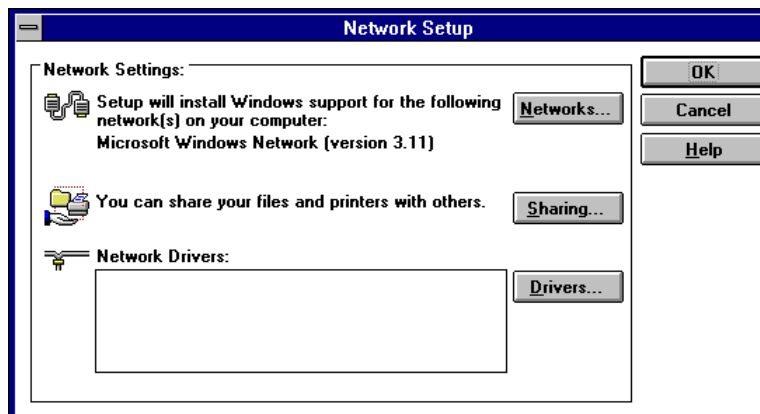 Network Setup
Network Settings:
Setup will install Windows support for the following
network(s) on your computer:
Microsoft Windows Network (version 3.11)
Networks...
You can share your files and printers with others.
Sharing...
Network Drivers:
Drivers...
OK
Cancel
Help